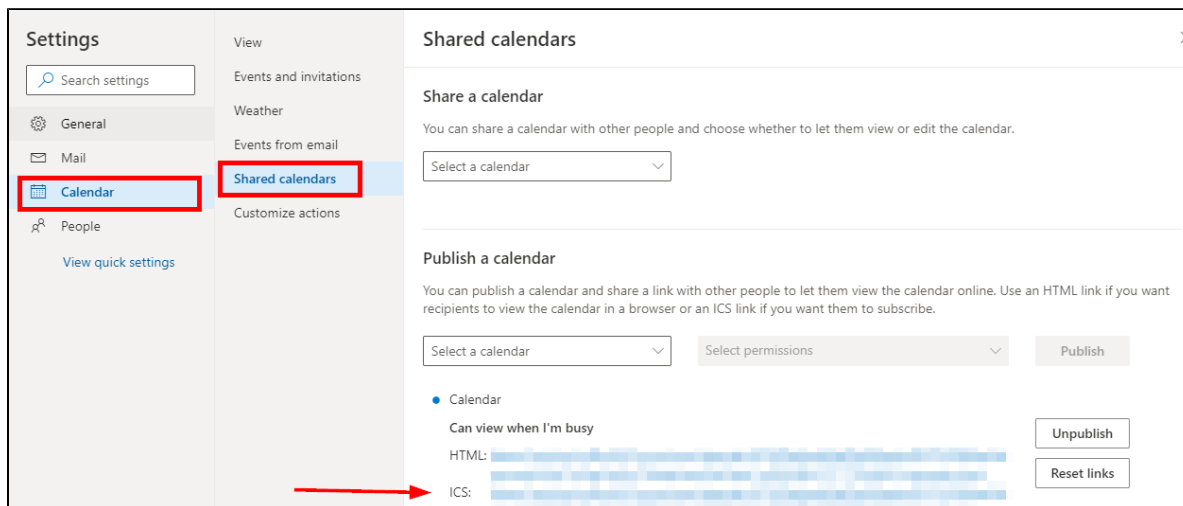 Settings
Search settings
General
Mail
Calendar
People
View quick settings
View
Events and invitations
Weather
Events from email
Shared calendars
Customize actions
Shared calendars
Share a calendar
You can share a calendar with other people and choose whether to let them view or edit the calendar.
Select a calendar
Publish a calendar
You can publish a calendar and share a link with other people to let them view the calendar online. Use an HTML link if you want
recipients to view the calendar in a browser or an ICS link if you want them to subscribe.
Select a calendar
Select permissions
Publish
Calendar
Can view when I'm busy
Unpublish
HTML:
Reset links
ICS: